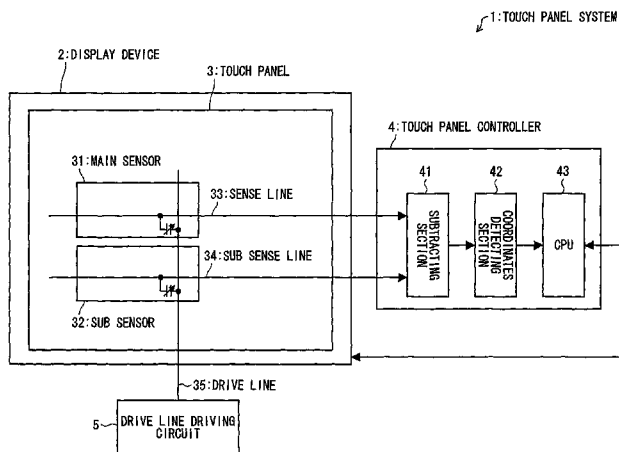 1:TOUCH PANEL SYSTEM
2:DISPLAY DEVICE
3:TOUCH PANEL
4:TOUCH PANEL CONTROLLER
31:MAIN SENSOR
41
42
43
33:SENSE LINE
SUBTRACTING
SECTION
COORDINATES
DETECTING
SECTION
CPU
34:SUB SENSE LINE
32:SUB SENSOR
35:DRIVE LINE
5
DRIVE LINE DRIVING
CIRCUIT